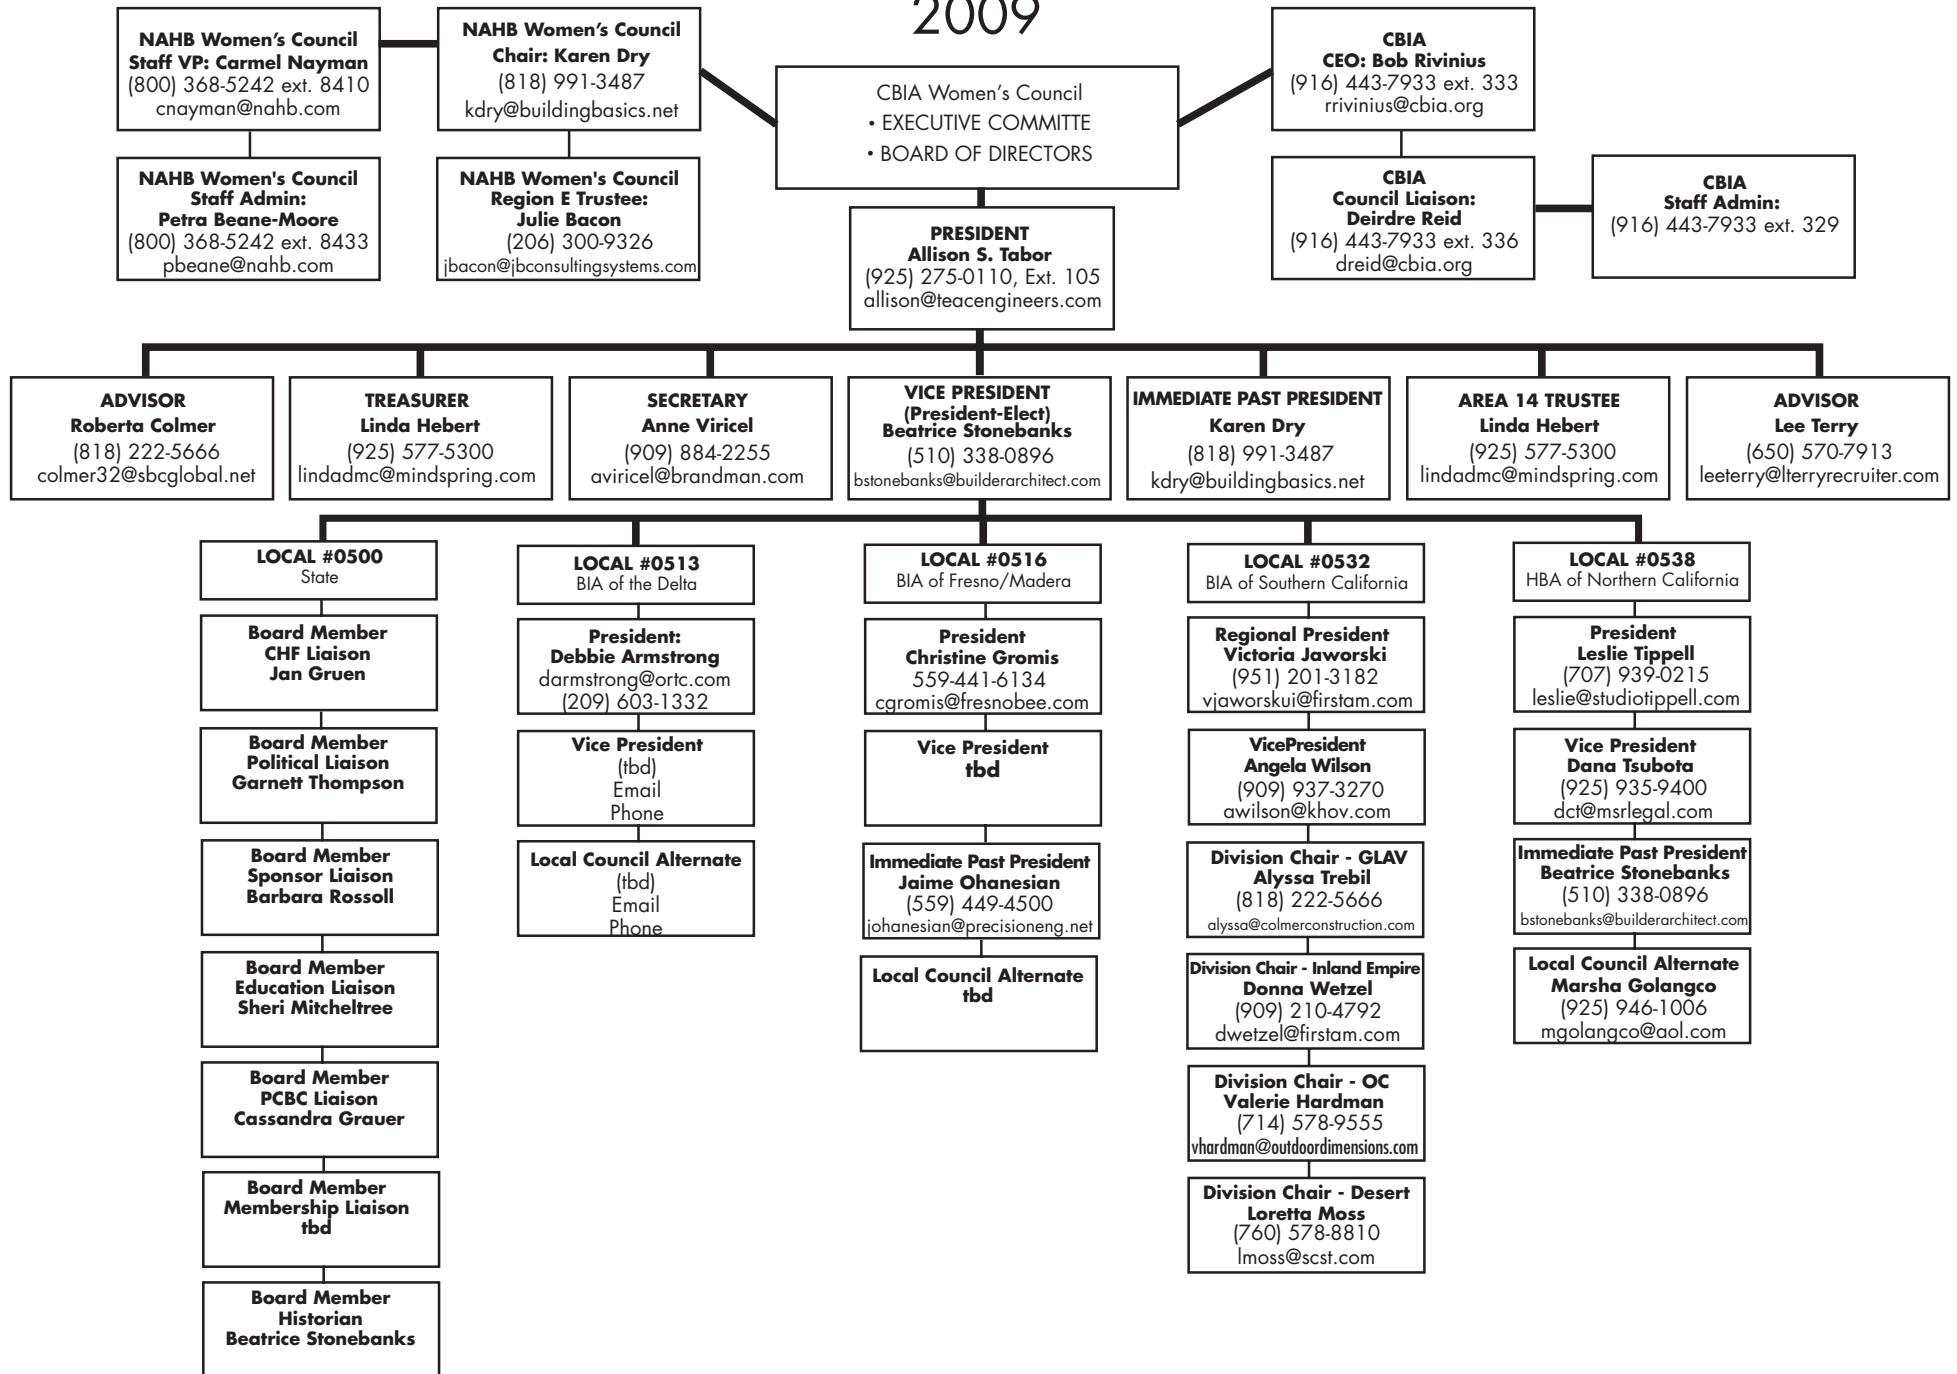 2009
NAHB Women's Council
Staff VP: Carmel Nayman
(800) 368-5242 ext. 8410
cnayman@nahb.com
NAHB Women's Council
Chair: Karen Dry
(818) 991-3487
kdry@buildingbasics.net
CBIA Women's Council
• EXECUTIVE COMMITTE
• BOARD OF DIRECTORS
CBIA
CEO: Bob Rivinius
(916) 443-7933 ext. 333
rrivinius@cbia.org
NAHB Women's Council
Staff Admin:
Petra Beane-Moore
(800) 368-5242 ext. 8433
pbeane@nahb.com
NAHB Women's Council
Region E Trustee:
Julie Bacon
(206) 300-9326
jbacon@jbconsultingsystems.com
CBIA
Council Liaison:
Deirdre Reid
(916) 443-7933 ext. 336
dreid@cbia.org
CBIA
Staff Admin:
(916) 443-7933 ext. 329
PRESIDENT
Allison S. Tabor
(925) 275-0110, Ext. 105
allison@teacengineers.com
ADVISOR
Roberta Colmer
(818) 222-5666
colmer32@sbcglobal.net
TREASURER
Linda Hebert
(925) 577-5300
lindadmc@mindspring.com
SECRETARY
Anne Viricel
(909) 884-2255
aviricel@brandman.com
VICE PRESIDENT
(President-Elect)
Beatrice Stonebanks
(510) 338-0896
bstonebanks@builderarchitect.com
IMMEDIATE PAST PRESIDENT
Karen Dry
(818) 991-3487
kdry@buildingbasics.net
AREA 14 TRUSTEE
Linda Hebert
(925) 577-5300
lindadmc@mindspring.com
ADVISOR
Lee Terry
(650) 570-7913
leeterry@lterryrecruiter.com
LOCAL #0500
State
Board Member
CHF Liaison
Jan Gruen
Board Member
Political Liaison
Garnett Thompson
Board Member
Sponsor Liaison
Barbara Rossoll
Board Member
Education Liaison
Sheri Mitcheltree
Board Member
PCBC Liaison
Cassandra Grauer
Board Member
Membership Liaison
tbd
Board Member
Historian
Beatrice Stonebanks
LOCAL #0513
BIA of the Delta
President:
Debbie Armstrong
darmstrong@ortc.com
(209) 603-1332
Vice President
(tbd)
Email
Phone
Local Council Alternate
(tbd)
Email
Phone
LOCAL #0516
BIA of Fresno/Madera
President
Christine Gromis
559-441-6134
cgromis@fresnobee.com
Vice President
tbd
Immediate Past President
Jaime Ohanesian
(559) 449-4500
johanesian@precisioneng.net
Local Council Alternate
tbd
LOCAL #0532
BIA of Southern California
Regional President
Victoria Jaworski
(951) 201-3182
vjaworskui@firstam.com
VicePresident
Angela Wilson
(909) 937-3270
awilson@khov.com
Division Chair - GLAV
Alyssa Trebil
(818) 222-5666
alyssa@colmerconstruction.com
Division Chair - Inland Empire
Donna Wetzel
(909) 210-4792
dwetzel@firstam.com
Division Chair - OC
Valerie Hardman
(714) 578-9555
vhardman@outdoordimensions.com
Division Chair - Desert
Loretta Moss
(760) 578-8810
lmoss@scst.com
LOCAL #0538
HBA of Northern California
President
Leslie Tippell
(707) 939-0215
leslie@studiotippell.com
Vice President
Dana Tsubota
(925) 935-9400
dct@msrlegal.com
Immediate Past President
Beatrice Stonebanks
(510) 338-0896
bstonebanks@builderarchitect.com
Local Council Alternate
Marsha Golangco
(925) 946-1006
mgolangco@aol.com